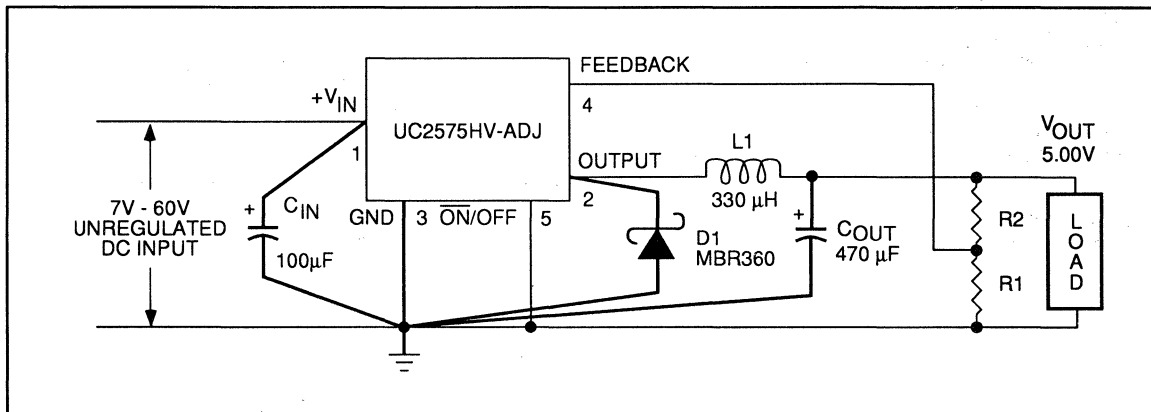 FEEDBACK
4
+VIN
1
UC2575HV-ADJ
OUTPUT
2
L1
330 µH
VOUT
5.00V
7V - 60V
UNREGULATED
DC INPUT
+
CIN
100µF
GND
3
ON/OFF
5
D1
MBR360
+
COUT
470 µF
R2
R1
LOAD